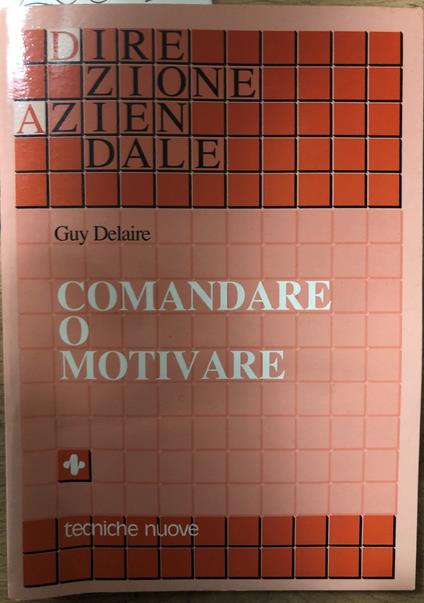 DIRE
ZIONE
AZIEN
DALE
Guy Delaire
COMANDARE
O
MOTIVARE
tecniche nuove